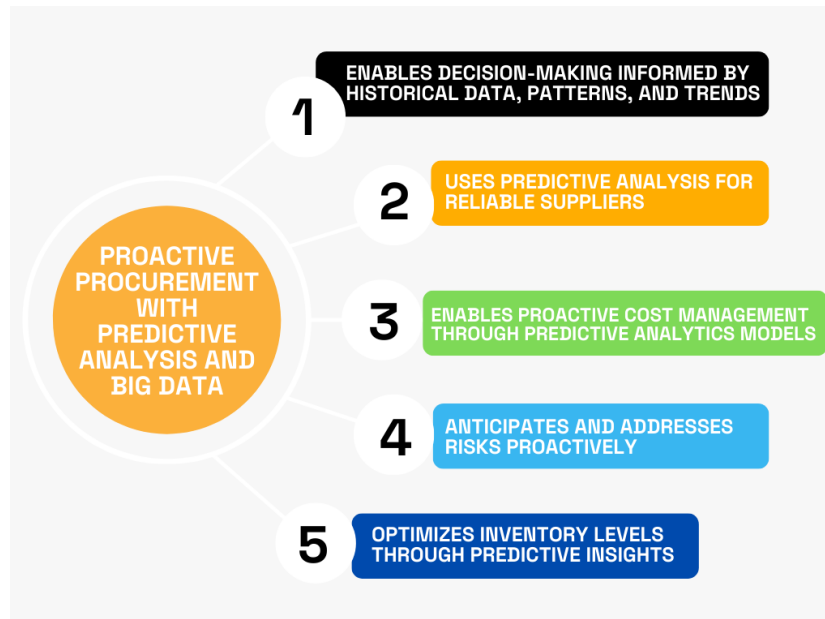 PROACTIVE
PROCUREMENT
WITH
PREDICTIVE
ANALYSIS AND
BIG DATA
1
ENABLES DECISION-MAKING INFORMED BY
HISTORICAL DATA, PATTERNS, AND TRENDS
2
USES PREDICTIVE ANALYSIS FOR
RELIABLE SUPPLIERS
3
ENABLES PROACTIVE COST MANAGEMENT
THROUGH PREDICTIVE ANALYTICS MODELS
4
ANTICIPATES AND ADDRESSES
RISKS PROACTIVELY
5
OPTIMIZES INVENTORY LEVELS
THROUGH PREDICTIVE INSIGHTS